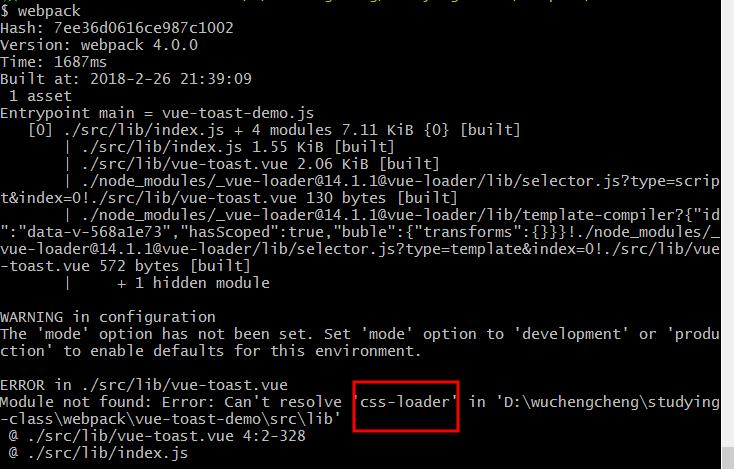 $ webpack
Hash: 7ee36d0616ce987c1002
Version: webpack 4.0.0
Time: 1687ms
Built at: 2018-2-26 21:39:09
 1 asset
Entrypoint main = vue-toast-demo.js
   [0] ./src/lib/index.js + 4 modules 7.11 KiB {0} [built]
       | ./src/lib/index.js 1.55 KiB [built]
       | ./src/lib/vue-toast.vue 2.06 KiB [built]
       | ./node_modules/_vue-loader@14.1.1@vue-loader/lib/selector.js?type=scrip
t&index=0!./src/lib/vue-toast.vue 130 bytes [built]
       | ./node_modules/_vue-loader@14.1.1@vue-loader/lib/template-compiler?{"id
":"data-v-568a1e73","hasScoped":true,"buble":{"transforms":{}}}!./node_modules/_
vue-loader@14.1.1@vue-loader/lib/selector.js?type=template&index=0!./src/lib/vue
-toast.vue 572 bytes [built]
       |     + 1 hidden module
WARNING in configuration
The 'mode' option has not been set. Set 'mode' option to 'development' or 'produ
ction' to enable defaults for this environment.
ERROR in ./src/lib/vue-toast.vue
Module not found: Error: Can't resolve 'css-loader' in 'D:\wuchengcheng\studying
-class\webpack\vue-toast-demo\src\lib'
 @ ./src/lib/vue-toast.vue 4:2-328
 @ ./src/lib/index.js